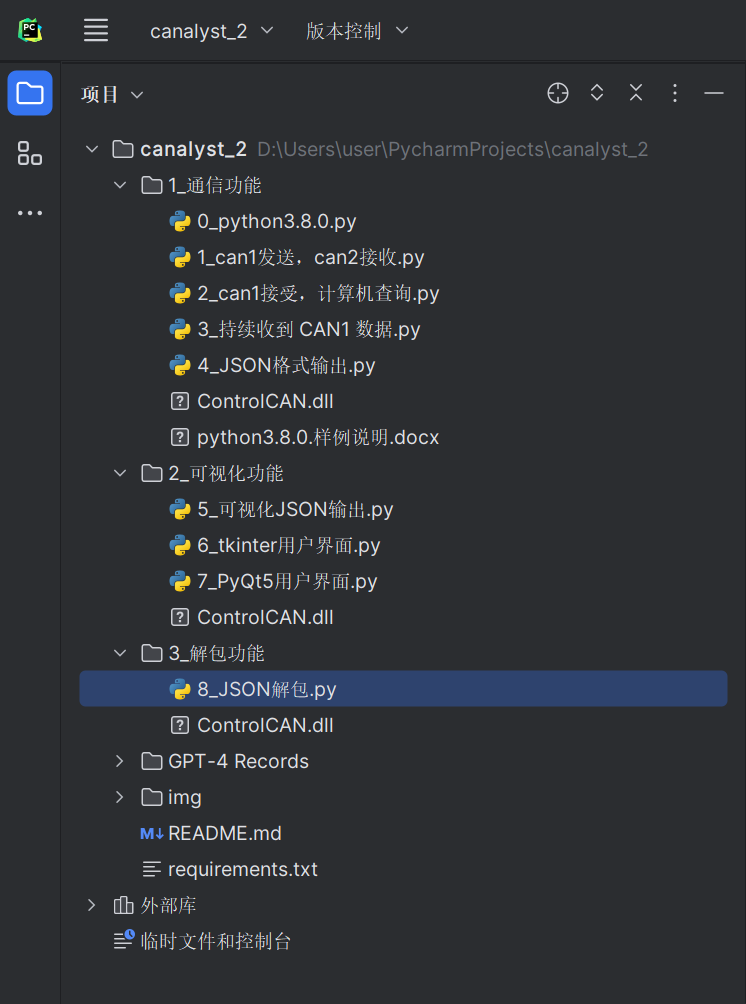 PC
canalyst_2 版本控制
项目
canalyst_2 D:\Users\user\PycharmProjects\canalyst_2
1_通信功能
0_python3.8.0.py
1_can1发送，can2接收.py
2_can1接受，计算机查询.py
3_持续收到 CAN1 数据.py
4_JSON格式输出.py
ControlCAN.dll
python3.8.0.样例说明.docx
2_可视化功能
5_可视化JSON输出.py
6_tkinter用户界面.py
7_PyQt5用户界面.py
ControlCAN.dll
3_解包功能
8_JSON解包.py
ControlCAN.dll
GPT-4 Records
img
M↓ README.md
requirements.txt
外部库
临时文件和控制台